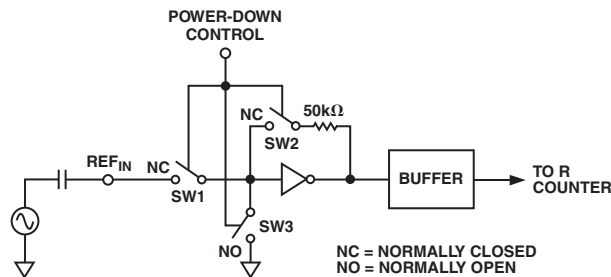 POWER-DOWN
CONTROL
NC
50kΩ
SW2
REFIN
NC
SW1
BUFFER
TO R
COUNTER
SW3
NO
NC = NORMALLY CLOSED
NO = NORMALLY OPEN